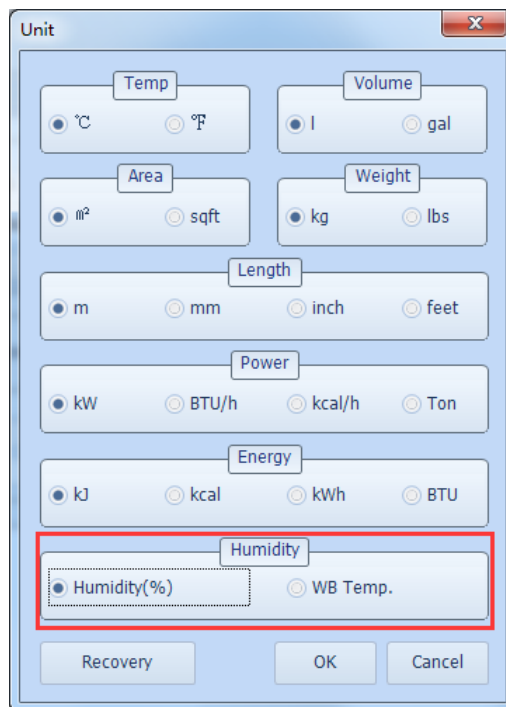 Unit
Temp
Volume
℃ ℉
l gal
Area
Weight
m² sqft
kg lbs
Length
m mm inch feet
Power
kW BTU/h kcal/h Ton
Energy
kJ kcal kWh BTU
Humidity
Humidity(%) WB Temp.
Recovery OK Cancel